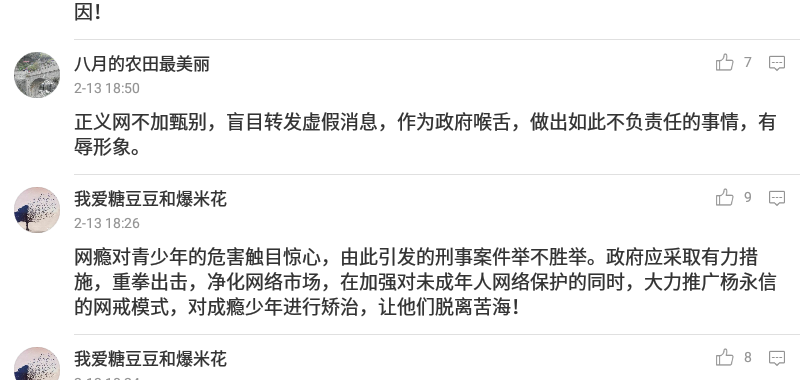 因！
八月的农田最美丽
7
2-13 18:50
正义网不加甄别，盲目转发虚假消息，作为政府喉舌，做出如此不负责任的事情，有
辱形象。
我爱糖豆豆和爆米花
9
2-13 18:26
网瘾对青少年的危害触目惊心，由此引发的刑事案件举不胜举。政府应采取有力措
施，重拳出击，净化网络市场，在加强对未成年人网络保护的同时，大力推广杨永信
的网戒模式，对成瘾少年进行矫治，让他们脱离苦海！
我爱糖豆豆和爆米花
8